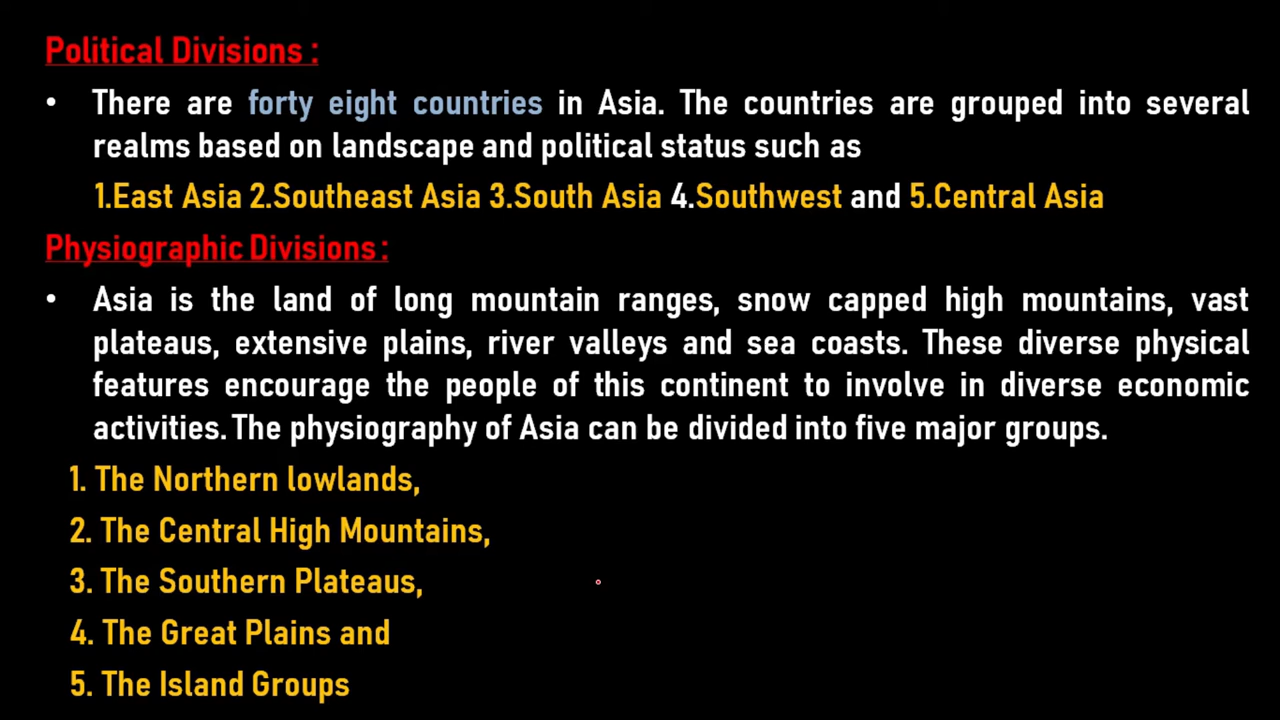 Political Divisions :
• There are forty eight countries in Asia. The countries are grouped into several
realms based on landscape and political status such as
1.East Asia 2.Southeast Asia 3.South Asia 4.Southwest and 5.Central Asia
Physiographic Divisions :
• Asia is the land of long mountain ranges, snow capped high mountains, vast
plateaus, extensive plains, river valleys and sea coasts. These diverse physical
features encourage the people of this continent to involve in diverse economic
activities. The physiography of Asia can be divided into five major groups.
1. The Northern lowlands,
2. The Central High Mountains,
3. The Southern Plateaus,
4. The Great Plains and
5. The Island Groups